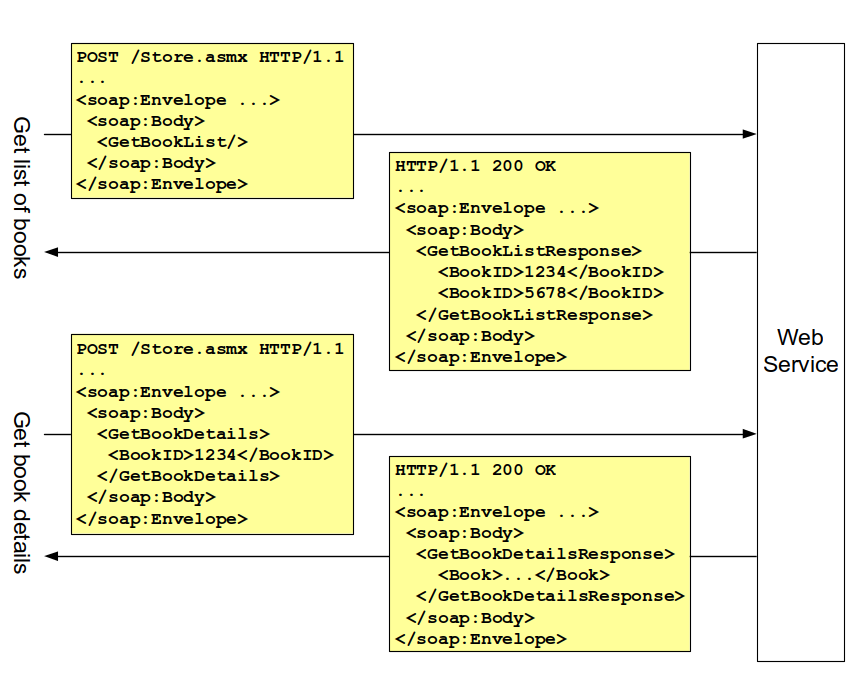 Get list of books
POST /Store.asmx HTTP/1.1
...
<soap:Envelope ...>
<soap:Body>
<GetBookList/>
</soap:Body>
</soap:Envelope>
HTTP/1.1 200 OK
...
<soap:Envelope ...>
<soap:Body>
<GetBookListResponse>
<BookID>1234</BookID>
<BookID>5678</BookID>
</GetBookListResponse>
</soap:Body>
</soap:Envelope>
Get book details
POST /Store.asmx HTTP/1.1
...
<soap:Envelope ...>
<soap:Body>
<GetBookDetails>
<BookID>1234</BookID>
</GetBookDetails>
</soap:Body>
</soap:Envelope>
HTTP/1.1 200 OK
...
<soap:Envelope ...>
<soap:Body>
<GetBookDetailsResponse>
<Book>...</Book>
</GetBookDetailsResponse>
</soap:Body>
</soap:Envelope>
Web
Service